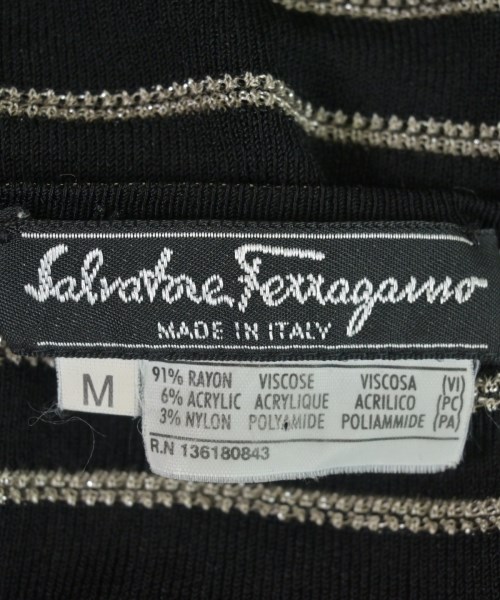 Salvatore Ferragamo
MADE IN ITALY
M
91% RAYON VISCOSE VISCOSA (VI)
6% ACRYLIC ACRYLIQUE ACRILICO (PC)
3% NYLON POLYAMIDE POLIAMMIDE (PA)
R.N 136180843